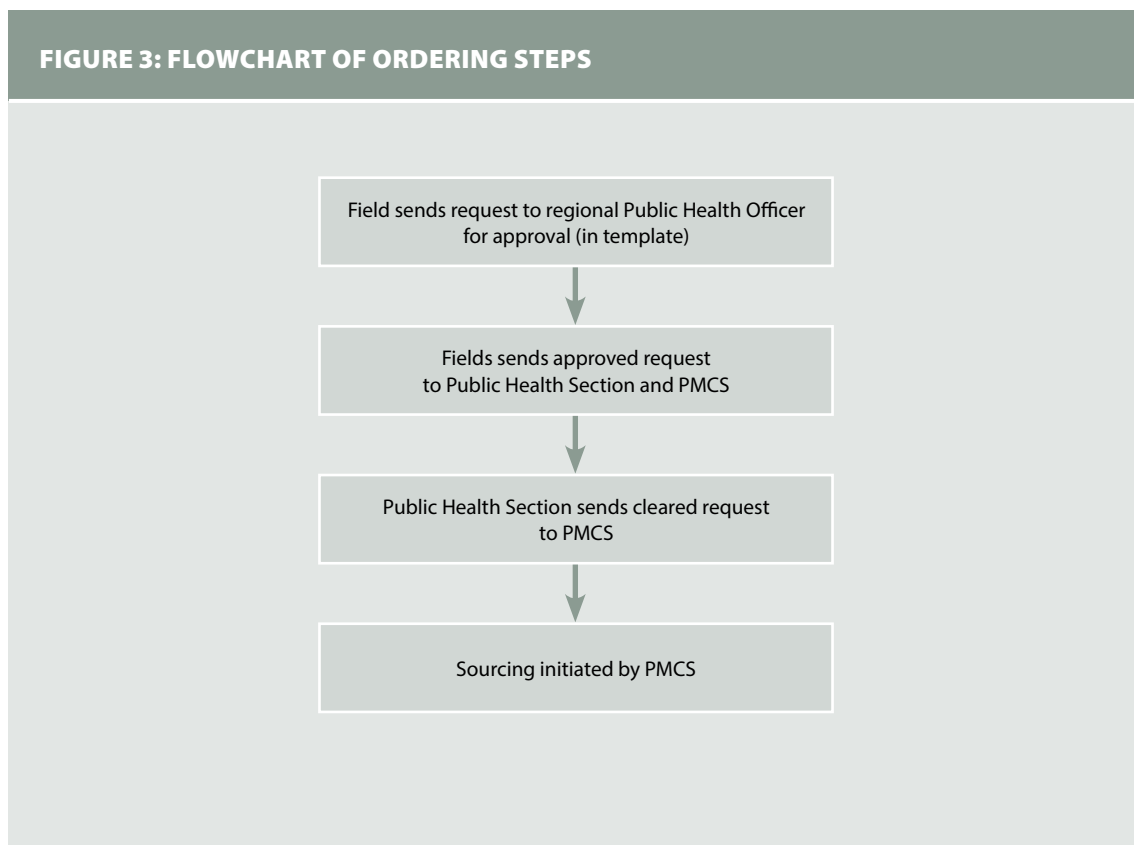 FIGURE 3: FLOWCHART OF ORDERING STEPS
Field sends request to regional Public Health Officer
for approval (in template)
Fields sends approved request
to Public Health Section and PMCS
Public Health Section sends cleared request
to PMCS
Sourcing initiated by PMCS